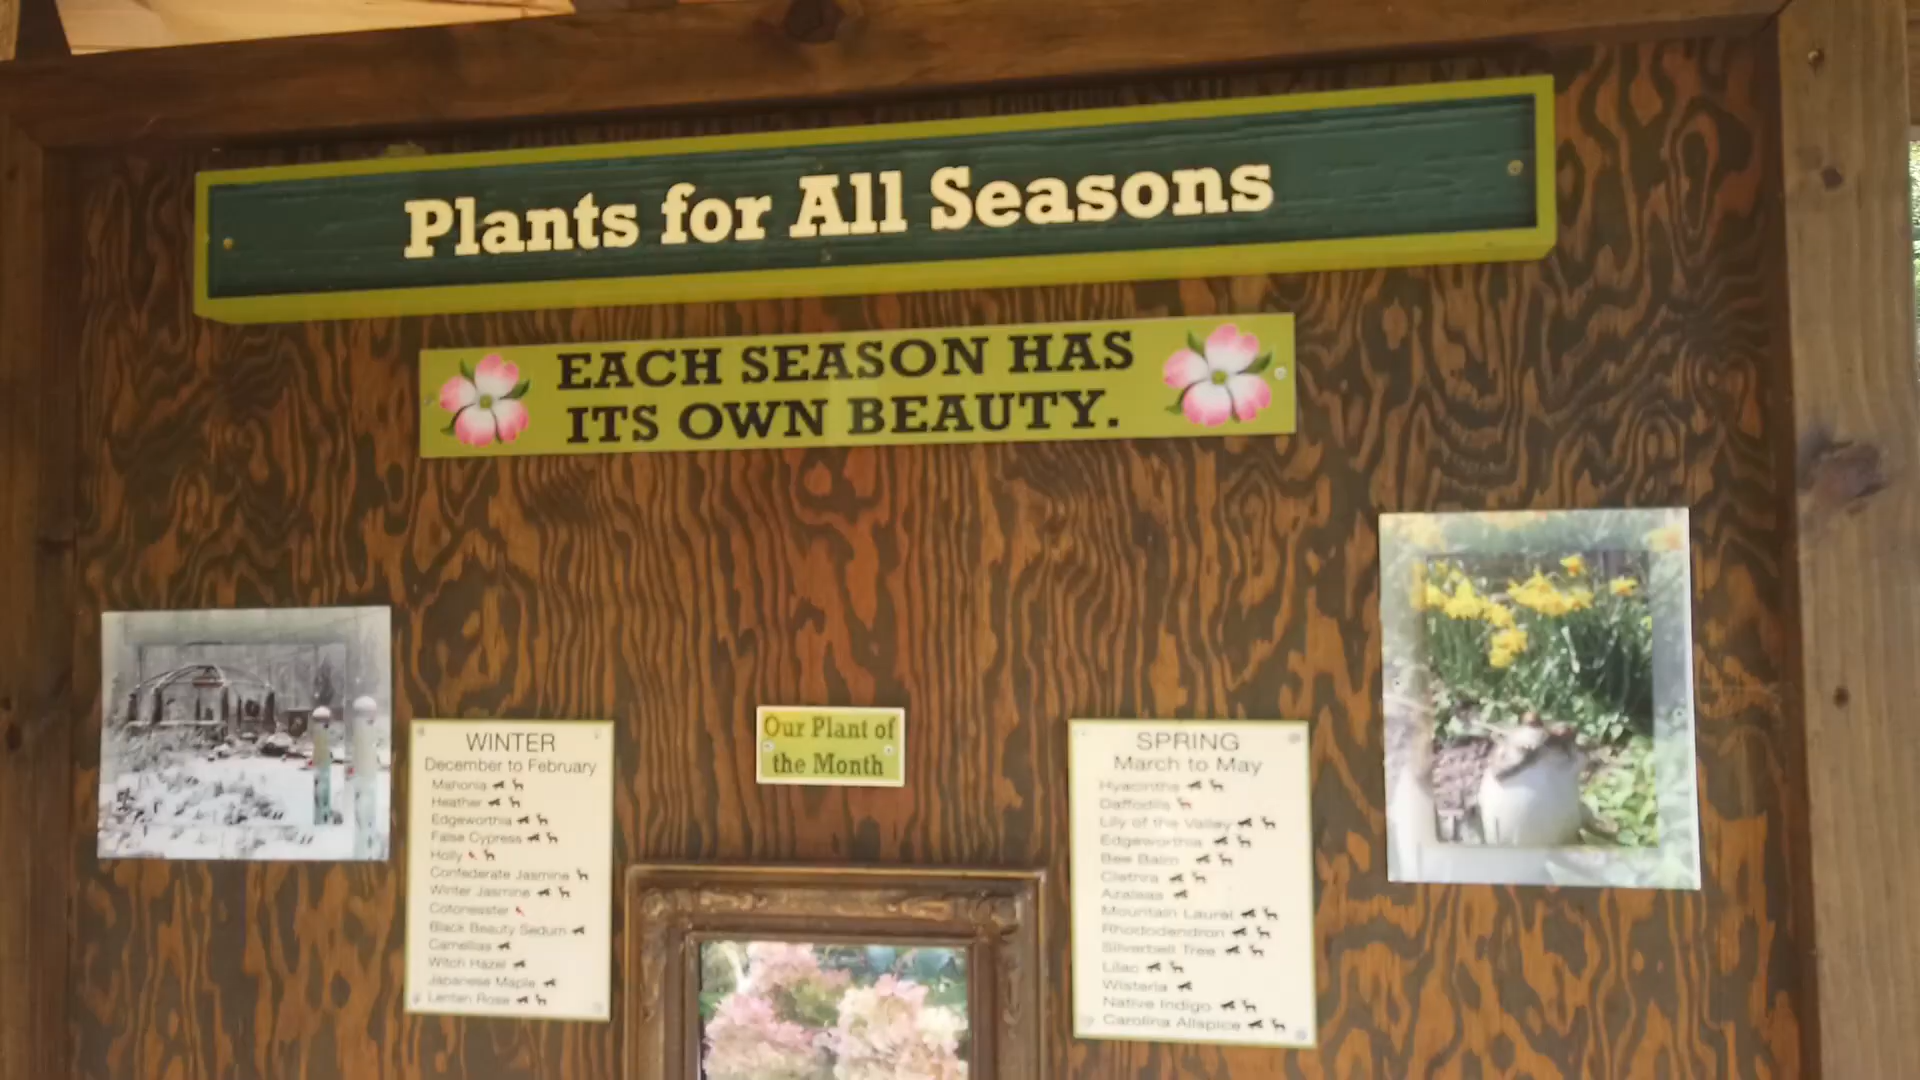 Plants for All Seasons
EACH SEASON HAS
ITS OWN BEAUTY.
Our Plant of
the Month
WINTER
December to February
Mahonia
Heather
Edgeworthia
False Cypress
Holly
Confederate Jasmine
Winter Jasmine
Cotoneaster
Black Beauty Sedum
Camellias
Witch Hazel
Japanese Maple
Lenten Rose
SPRING
March to May
Hyacinths
Daffodils
Lily of the Valley
Edgeworthia
Bee Balm
Clethra
Azaleas
Mountain Laurel
Rhododendron
Silverbell Tree
Lilac
Wisteria
Native Indigo
Carolina Allspice